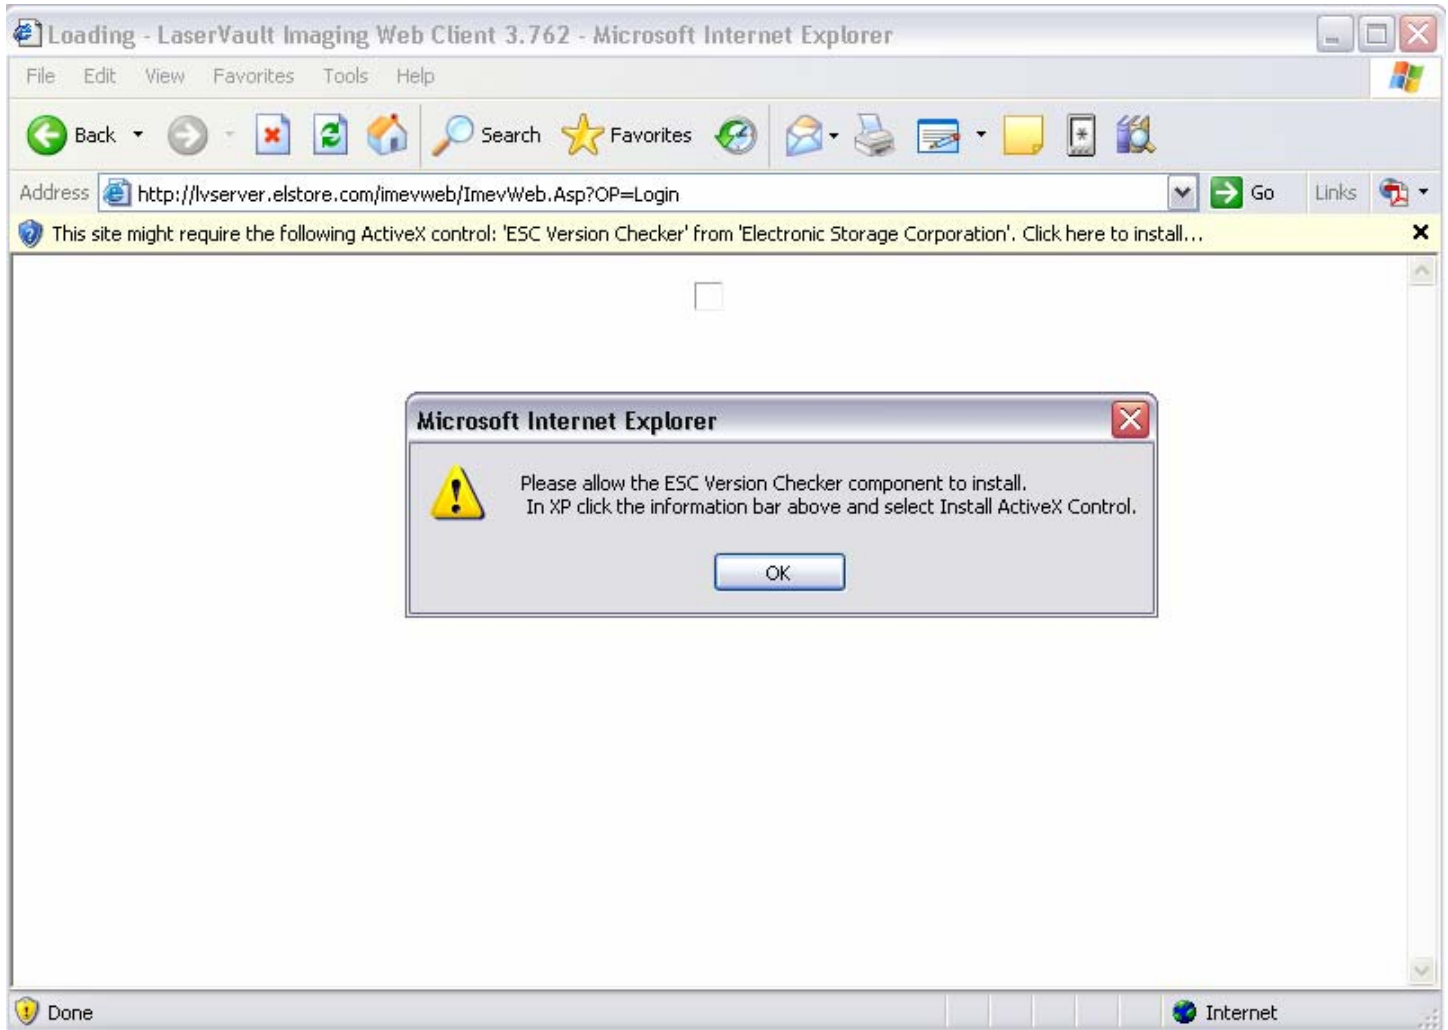 Loading - LaserVault Imaging Web Client 3.762 - Microsoft Internet Explorer
File Edit View Favorites Tools Help
Back Search Favorites
Address http://lvserver.elstore.com/imevweb/ImevWeb.Asp?OP=Login Go Links
This site might require the following ActiveX control: 'ESC Version Checker' from 'Electronic Storage Corporation'. Click here to install...
Microsoft Internet Explorer
Please allow the ESC Version Checker component to install.
In XP click the information bar above and select Install ActiveX Control.
OK
Done Internet